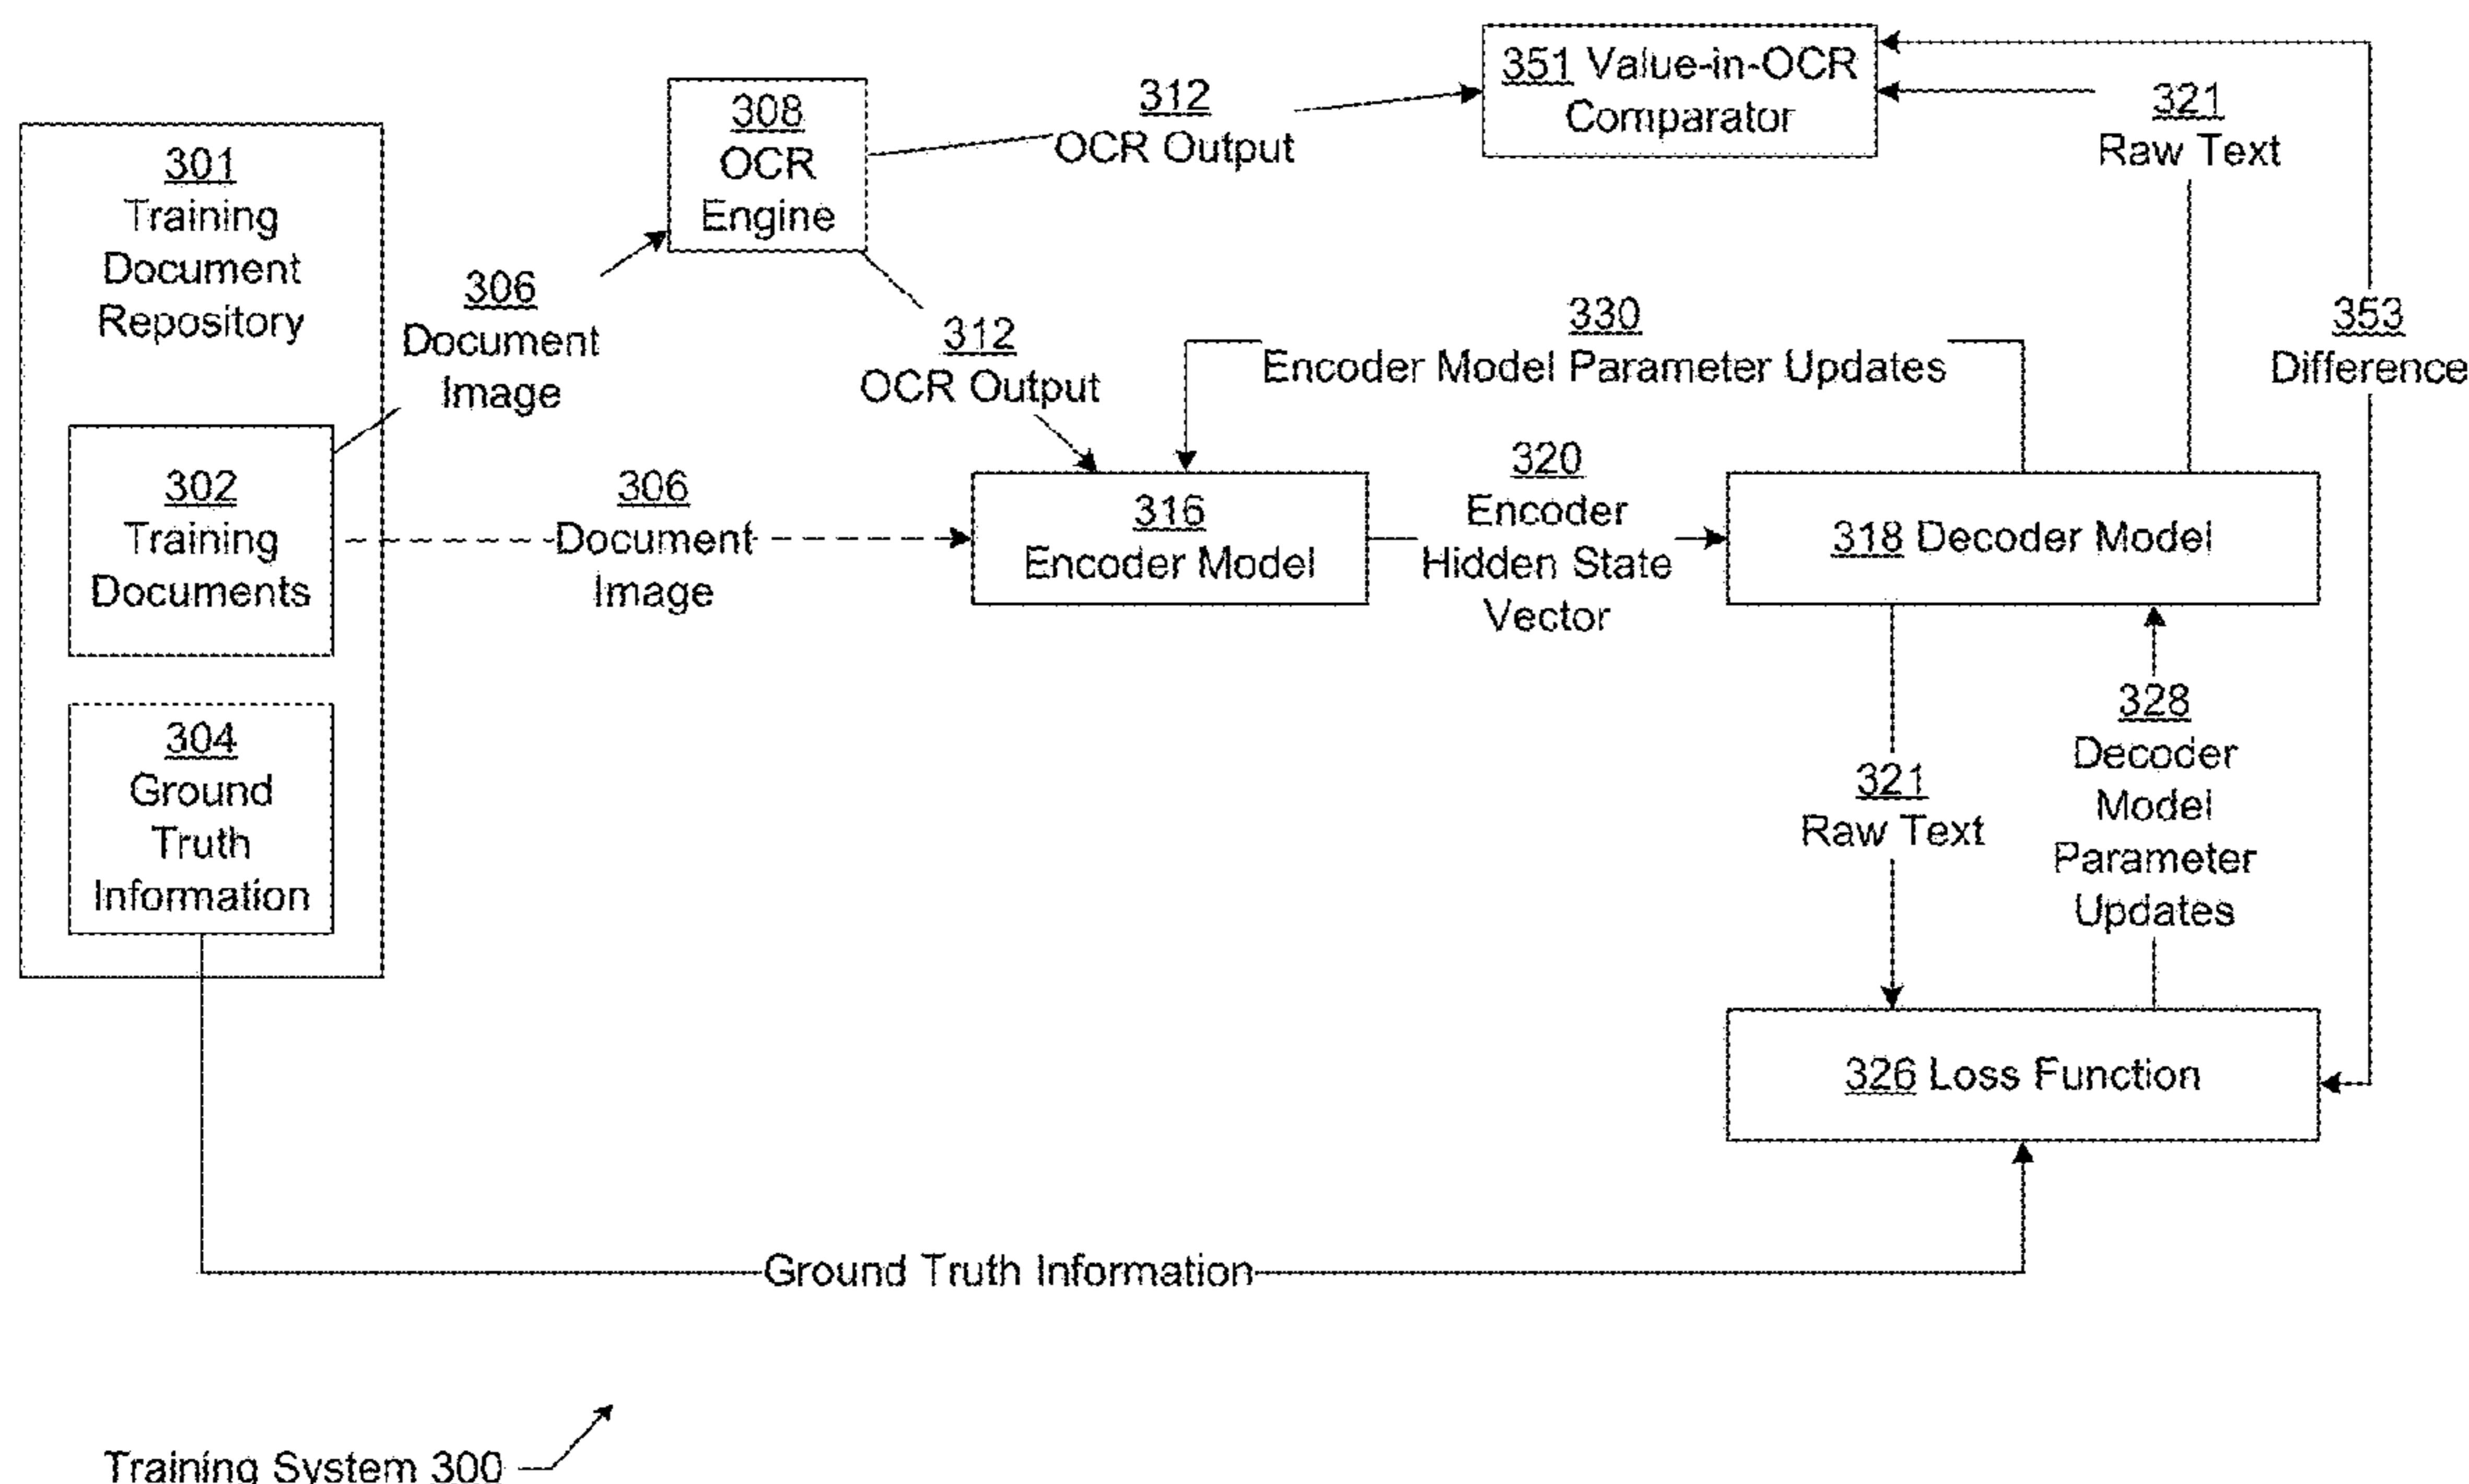 301
Training
Document
Repository
302
Training
Documents
304
Ground
Truth
Information
306
Document
Image
308
OCR
Engine
312
OCR Output
351 Value-in-OCR
Comparator
321
Raw Text
353
Difference
312
OCR Output
330
Encoder Model Parameter Updates
306
Document
Image
316
Encoder Model
320
Encoder
Hidden State
Vector
318 Decoder Model
321
Raw Text
328
Decoder
Model
Parameter
Updates
326 Loss Function
Ground Truth Information
Training System 300